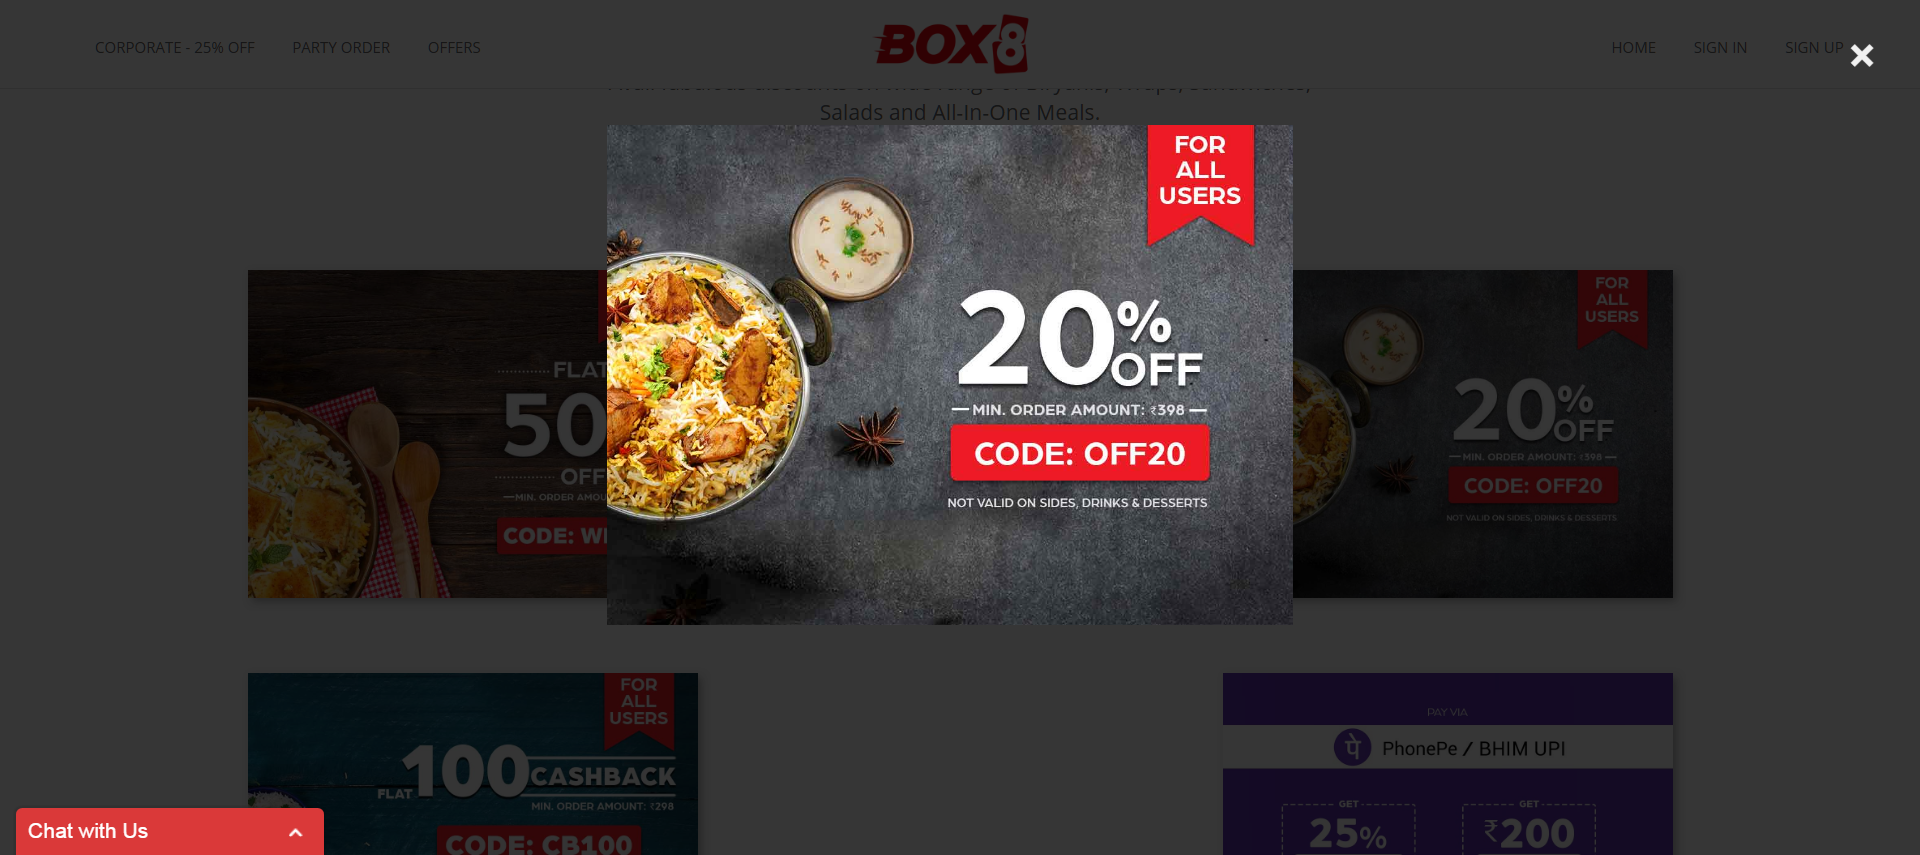 CORPORATE - 25% OFF
PARTY ORDER
OFFERS
BOX8
HOME
SIGN IN
SIGN UP
Salads and All-In-One Meals.
FOR
ALL
USERS
20%
OFF
MIN. ORDER AMOUNT: ₹398
CODE: OFF20
NOT VALID ON SIDES, DRINKS & DESSERTS
FLAT
50
OFF
MIN. ORDER AMOU
CODE: W
FOR
ALL
USERS
20%
OFF
MIN. ORDER AMOUNT: ₹398
CODE: OFF20
NOT VALID ON SIDES, DRINKS & DESSERTS
FOR
ALL
USERS
FLAT 100 CASHBACK
MIN. ORDER AMOUNT: ₹298
CODE: CB100
PAY VIA
पे PhonePe / BHIM UPI
GET
25%
GET
₹200
Chat with Us